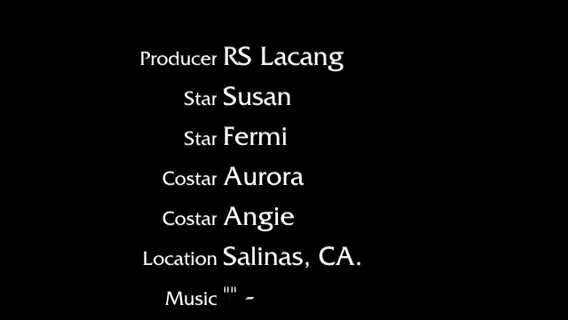 Producer RS Lacang
Star Susan
Star Fermi
Costar Aurora
Costar Angie
Location Salinas, CA.
Music "" -